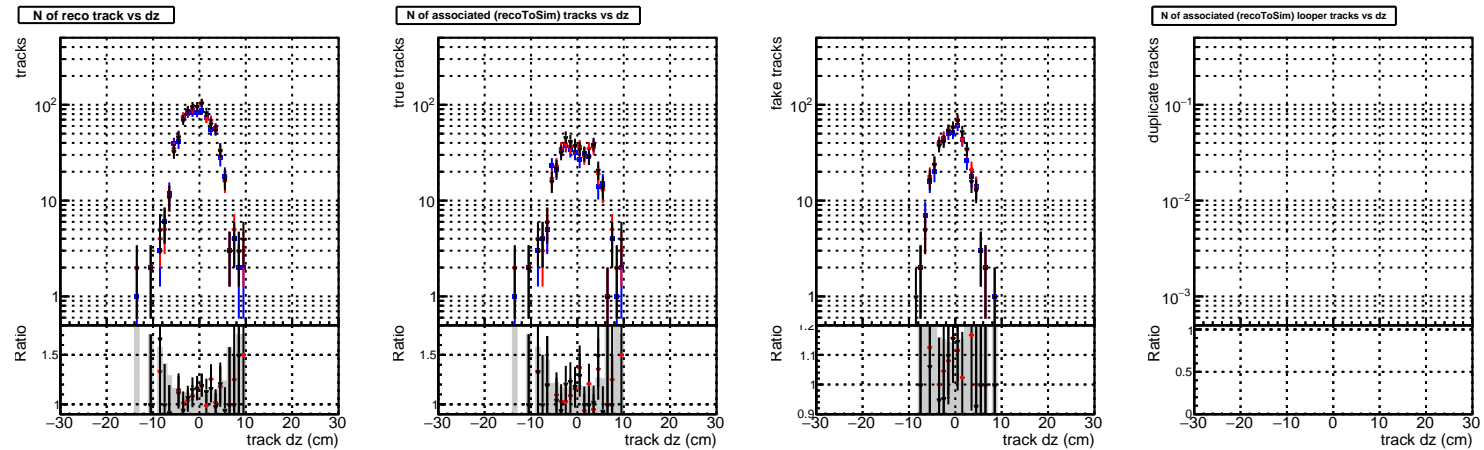 N of reco track vs dz
tracks
10²
10
1
Ratio
1.5
1
−30 −20 −10 0 10 20 30
track dz (cm)
N of associated (recoToSim) tracks vs dz
true tracks
10²
10
1
Ratio
1.5
1
−30 −20 −10 0 10 20 30
track dz (cm)
fake tracks
10²
10
1
Ratio
1.2
1.1
1
0.9
−30 −20 −10 0 10 20 30
track dz (cm)
N of associated (recoToSim) looper tracks vs dz
duplicate tracks
10⁻¹
10⁻²
10⁻³
Ratio
1
0.5
0
−30 −20 −10 0 10 20 30
track dz (cm)